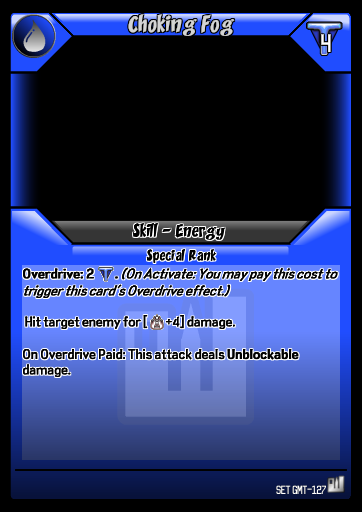 Choking Fog
4
Skill - Energy
Special Rank
Overdrive: 2 . (On Activate: You may pay this cost to
trigger this card's Overdrive effect.)
Hit target enemy for [ +4] damage.
On Overdrive Paid: This attack deals Unblockable
damage.
SET GMT-127